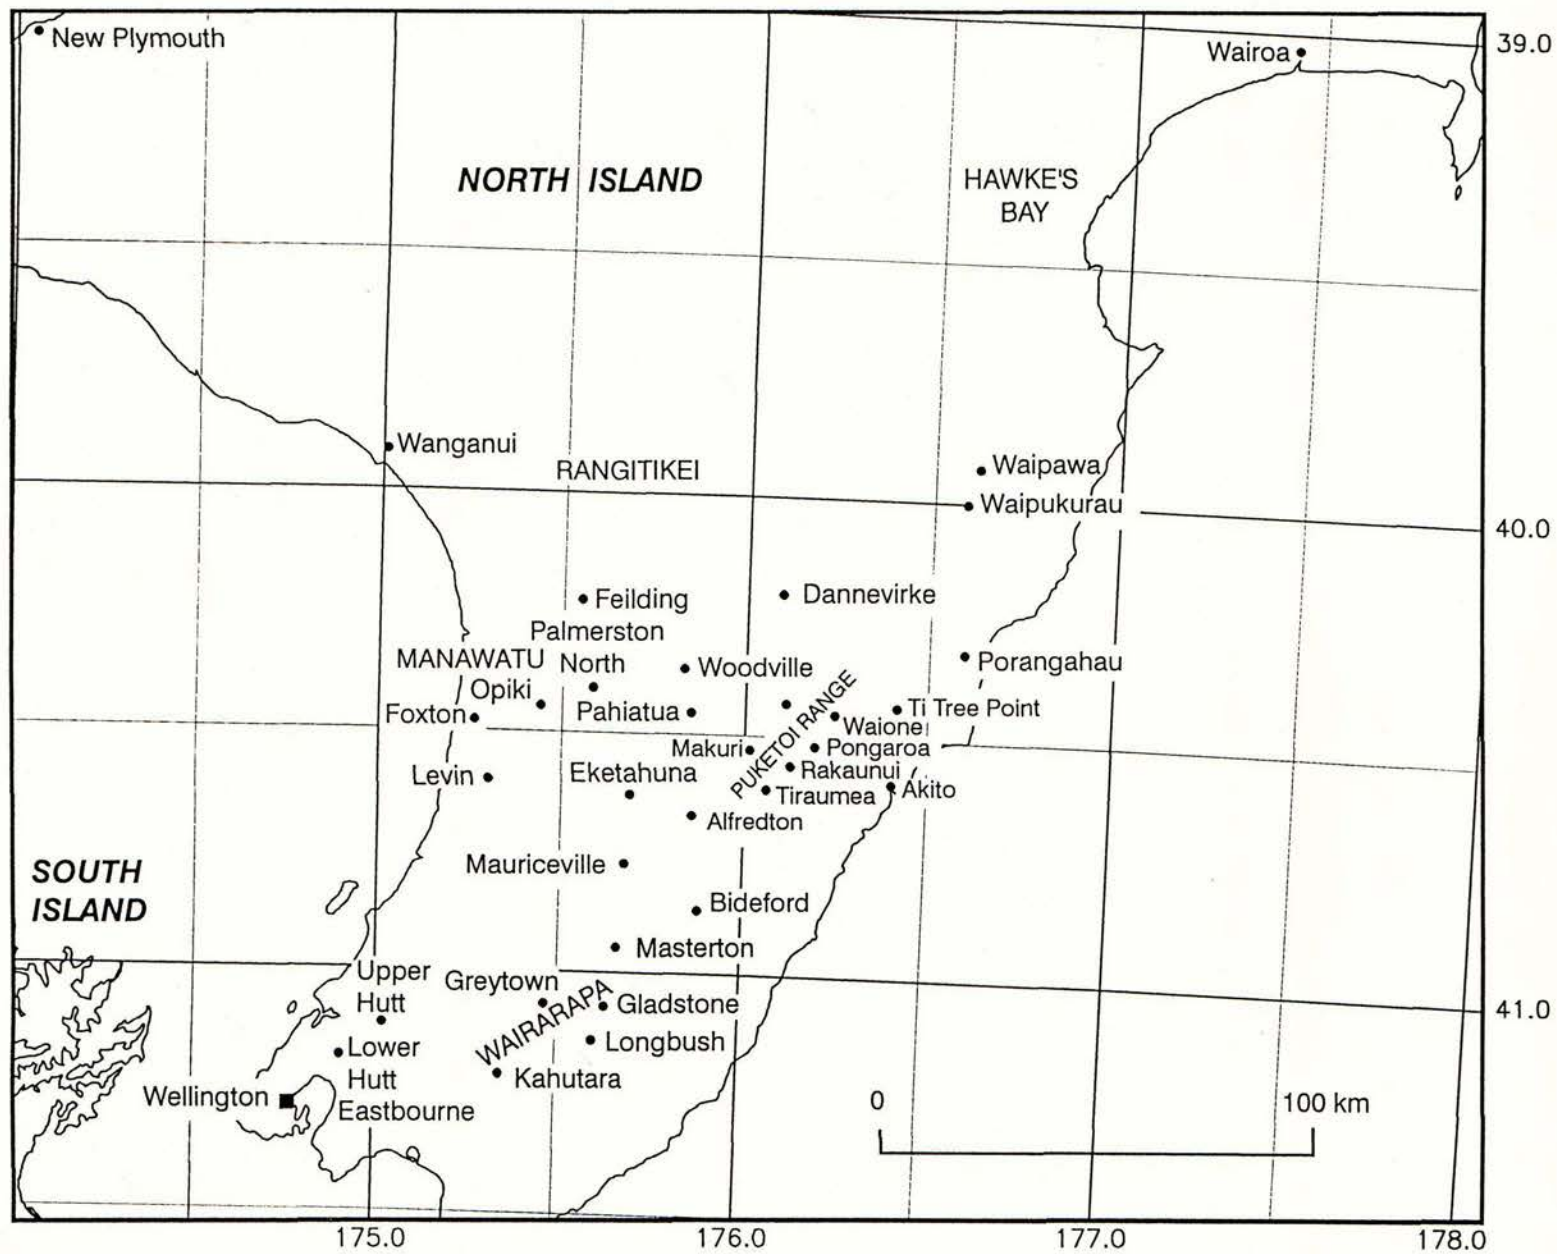 New Plymouth
Wairoa
39.0
NORTH ISLAND
HAWKE'S
BAY
Wanganui
RANGITIKEI
Waipawa
Waipukurau
40.0
Feilding
Dannevirke
Palmerston
North
MANAWATU
Woodville
Porangahau
Opiki
Pahiatua
Foxton
PUKETOI RANGE
Ti Tree Point
Waione
Makuri
Pongaroa
Levin
Eketahuna
Rakaunui
Tiraumea
Akito
Alfredton
SOUTH
ISLAND
Mauriceville
Bideford
Masterton
Upper
Hutt
Greytown
WAIRARAPA
Gladstone
41.0
Lower
Hutt
Longbush
Kahutara
Wellington
Eastbourne
0
100 km
175.0
176.0
177.0
178.0